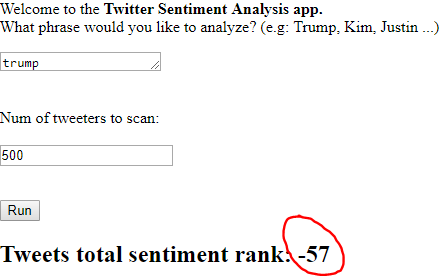 Welcome to the Twitter Sentiment Analysis app.
What phrase would you like to analyze? (e.g: Trump, Kim, Justin ...)
trump
Num of tweeters to scan:
500
Run
Tweets total sentiment rank: -57